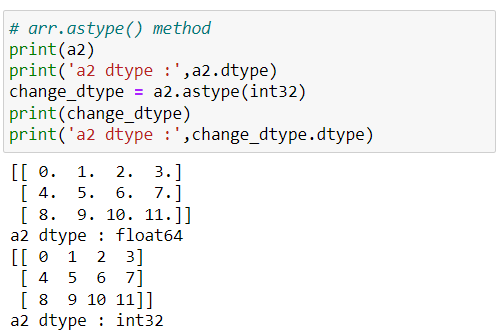 # arr.astype() method
print(a2)
print('a2 dtype :',a2.dtype)
change_dtype = a2.astype(int32)
print(change_dtype)
print('a2 dtype :',change_dtype.dtype)
[[ 0.  1.  2.  3.]
 [ 4.  5.  6.  7.]
 [ 8.  9. 10. 11.]]
a2 dtype : float64
[[ 0  1  2  3]
 [ 4  5  6  7]
 [ 8  9 10 11]]
a2 dtype : int32